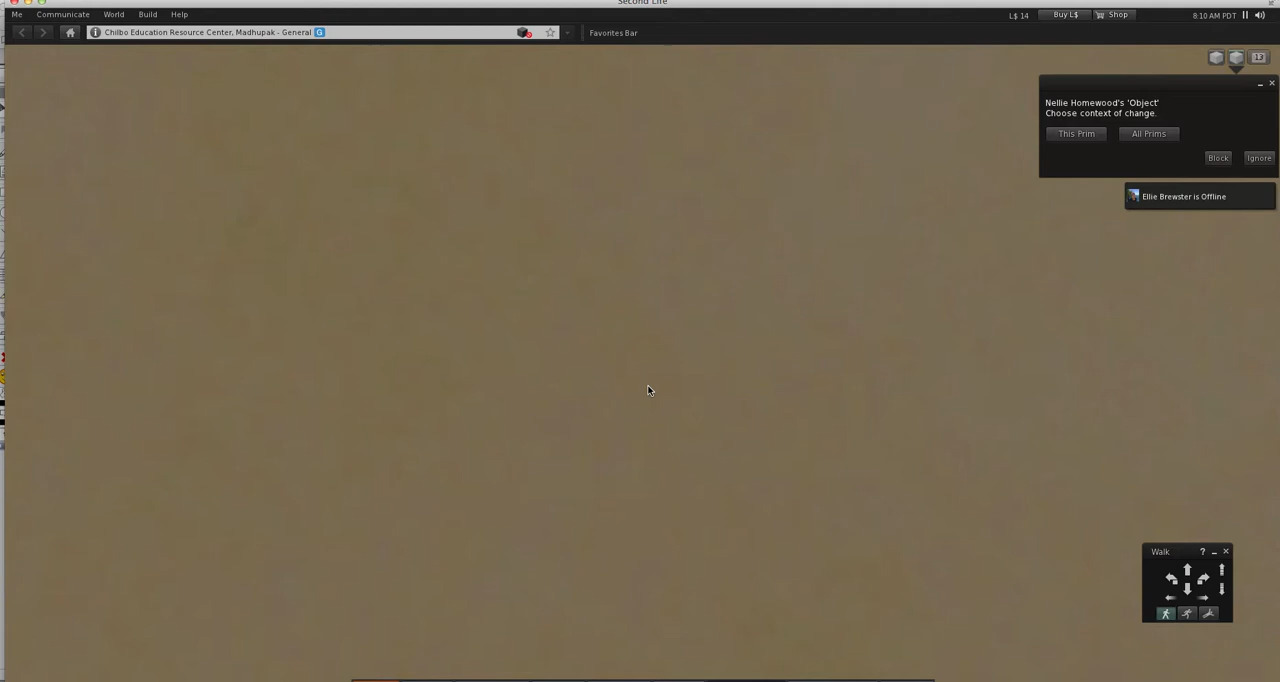 Second Life
Me Communicate World Build Help L$ 14 Buy L$ Shop 8:10 AM PDT
Chilbo Education Resource Center, Madhupak - General G Favorites Bar
13
Nellie Homewood's 'Object'
Choose context of change.
This Prim All Prims
Block Ignore
Ellie Brewster is Offline
Walk ?